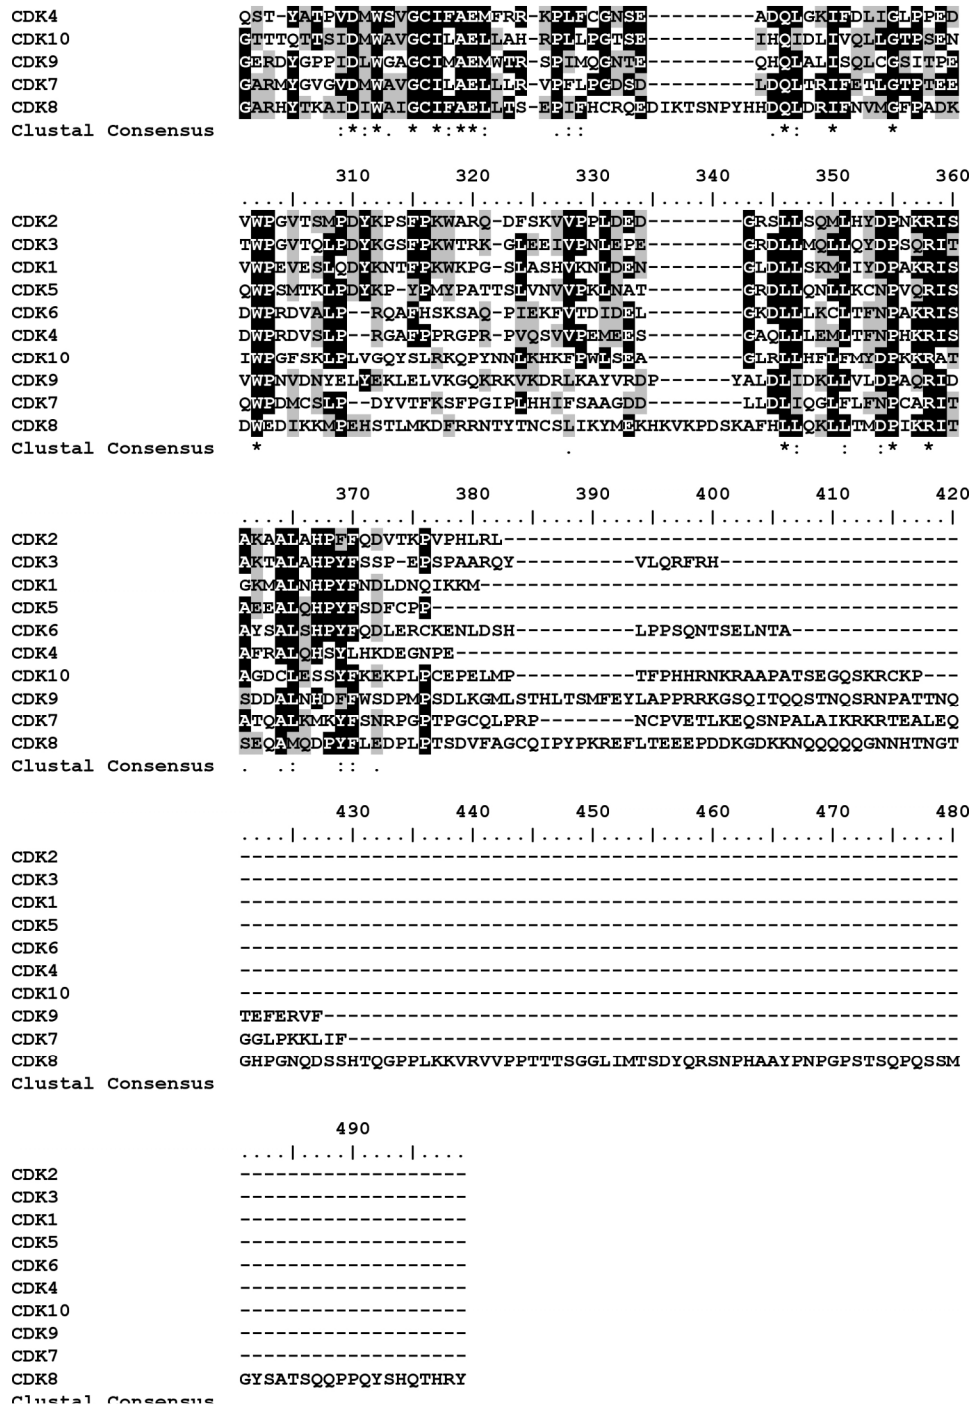 CDK4 QST-YATPVDMWSVGCIFAEMFRR-KPLFCGNSE---------ADQLGKIFDLIGLPPED
CDK10 GTTTQTTSIDMWAVGCILAELLAH-RPLLPGTSE---------IHQIDLIVQLLGTPSEN
CDK9 GERDYGPPIDLWGAGCIMAEMWTR-SPIMQGNTE---------QHQLALISQLCGSITPE
CDK7 GARMYGVGVDMWAVGCILAELLLR-VPFLPGDSD---------LDQLTRIFETLGTPTEE
CDK8 GARHYTKAIDIWAIGCIFAELLTS-EPIFHCRQEDIKTSNPYHHDQLDRIFNVMGFPADK
Clustal Consensus :*:*. * *:**: .:: .*: * *
310 320 330 340 350 360
....|....|....|....|....|....|....|....|....|....|....|....|
CDK2 VWPGVTSMPDYKPSFPKWARQ-DFSKVVPPLDED--------GRSLLSQMLHYDPNKRIS
CDK3 TWPGVTQLPDYKGSFPKWTRK-GLEEIVPNLEPE--------GRDLLMQLLQYDPSQRIT
CDK1 VWPEVESLQDYKNTFPKWKPG-SLASHVKNLDEN--------GLDLLSKMLIYDPAKRIS
CDK5 QWPSMTKLPDYKP-YPMYPATTSLVNVVPKLNAT--------GRDLLQNLLKCNPVQRIS
CDK6 DWPRDVALP--RQAFHSKSAQ-PIEKFVTDIDEL--------GKDLLLKCLTFNPAKRIS
CDK4 DWPRDVSLP--RGAFPPRGPR-PVQSVVPEMEES--------GAQLLLEMLTFNPHKRIS
CDK10 IWPGFSKLPLVGQYSLRKQPYNNLKHKFPWLSEA--------GLRLLHFLFMYDPKKRAT
CDK9 VWPNVDNYELYEKLELVKGQKRKVKDRLKAYVRDP-------YALDLIDKLLVLDPAQRID
CDK7 QWPDMCSLP--DYVTFKSFPGIPLHHIFSAAGDD--------LLDLIQGLFLFNPCARIT
CDK8 DWEDIKKMPEHSTLMKDFRRNTYTNCSLIKYMEKHKVKPDSKAFHLLQKLLTMDPIKRIT
Clustal Consensus * . *: : :* *
370 380 390 400 410 420
....|....|....|....|....|....|....|....|....|....|....|....|
CDK2 AKAALAHPFFQDVTKPVPHLRL--------------------------------------
CDK3 AKTALAHPYFSSP-EPSPAARQY----------VLQRFRH--------------------
CDK1 GKMALNHPYFNDLDNQIKKM----------------------------------------
CDK5 AEEALQHPYFSDFCPP--------------------------------------------
CDK6 AYSALSHPYFQDLERCKENLDSH----------LPPSQNTSELNTA--------------
CDK4 AFRALQHSYLHKDEGNPE------------------------------------------
CDK10 AGDCLESSYFKEKPLPCEPELMP----------TFPHHRNKRAAPATSEGQSKRCKP---
CDK9 SDDALNHDFFWSDPMPSDLKGMLSTHLTSMFEYLAPPRRKGSQITQQSTNQSRNPATTNQ
CDK7 ATQALKMKYFSNRPGPTPGCQLPRP--------NCPVETLKEQSNPALAIKRKRTEALEQ
CDK8 SEQAMQDPYFLEDPLPTSDVFAGCQIPYPKREFLTEEEPDDKGDKKNQQQQQGNNHTNGT
Clustal Consensus . .: :: .
430 440 450 460 470 480
....|....|....|....|....|....|....|....|....|....|....|....|
CDK2 ------------------------------------------------------------
CDK3 ------------------------------------------------------------
CDK1 ------------------------------------------------------------
CDK5 ------------------------------------------------------------
CDK6 ------------------------------------------------------------
CDK4 ------------------------------------------------------------
CDK10 ------------------------------------------------------------
CDK9 TEFERVF-----------------------------------------------------
CDK7 GGLPKKLIF---------------------------------------------------
CDK8 GHPGNQDSSHTQGPPLKKVRVVPPTTTSGGLIMTSDYQRSNPHAAYPNPGPSTSQPQSSM
Clustal Consensus
490
....|....|....|....
CDK2 -------------------
CDK3 -------------------
CDK1 -------------------
CDK5 -------------------
CDK6 -------------------
CDK4 -------------------
CDK10 -------------------
CDK9 -------------------
CDK7 -------------------
CDK8 GYSATSQQPPQYSHQTHRY
Clustal Consensus